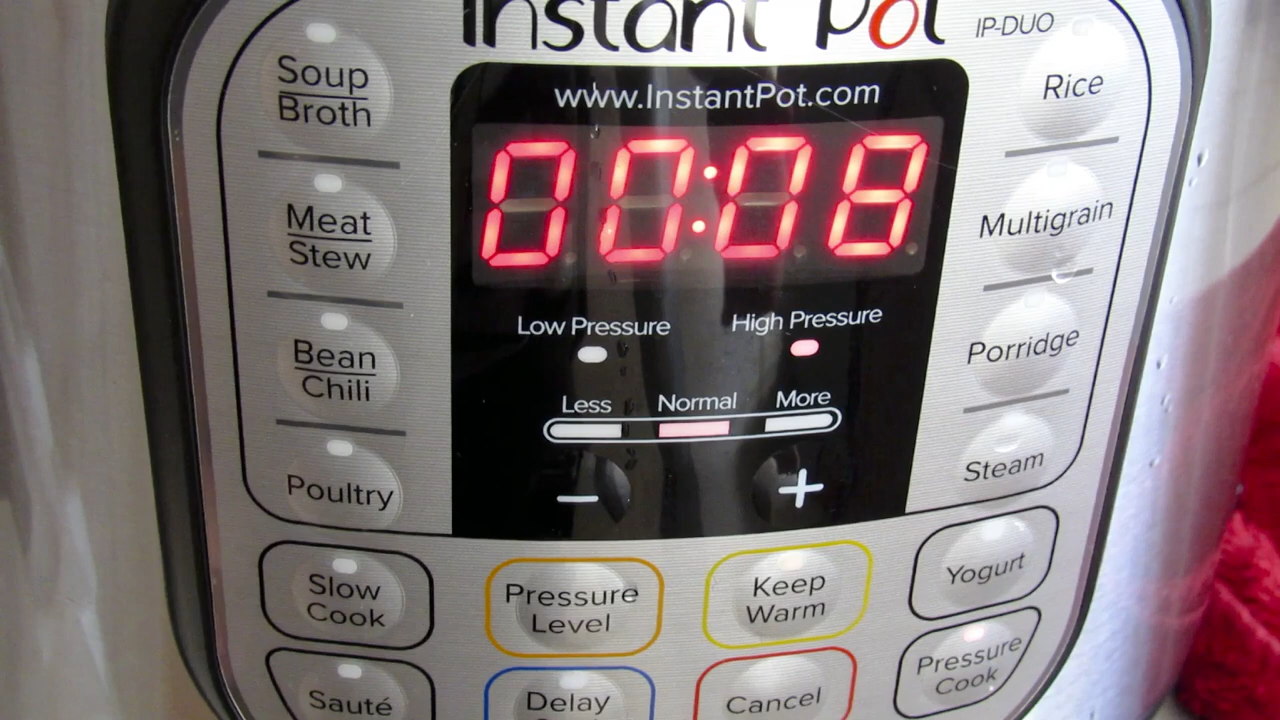 Instant Pot
IP-DUO
www.InstantPot.com
00:08
Low Pressure
High Pressure
Less
Normal
More
−
+
Soup
Broth
Meat
Stew
Bean
Chili
Poultry
Rice
Multigrain
Porridge
Steam
Slow
Cook
Pressure
Level
Keep
Warm
Yogurt
Sauté
Delay
Cancel
Pressure
Cook